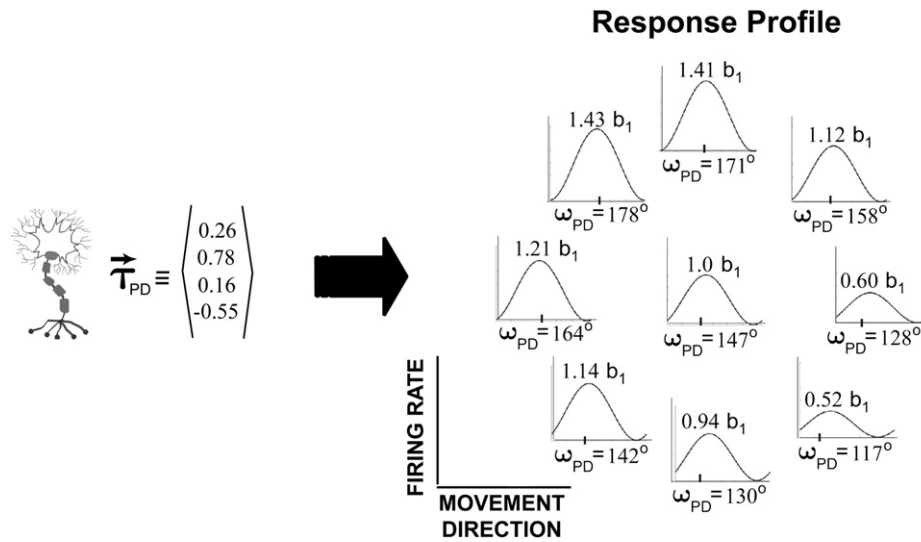 Response Profile
1.41 b₁
ω_PD=171°
1.43 b₁
ω_PD=178°
1.12 b₁
ω_PD=158°
τ_PD ≡
0.26
0.78
0.16
-0.55
1.21 b₁
ω_PD=164°
1.0 b₁
ω_PD=147°
0.60 b₁
ω_PD=128°
1.14 b₁
ω_PD=142°
0.94 b₁
ω_PD=130°
0.52 b₁
ω_PD=117°
FIRING RATE
MOVEMENT
DIRECTION